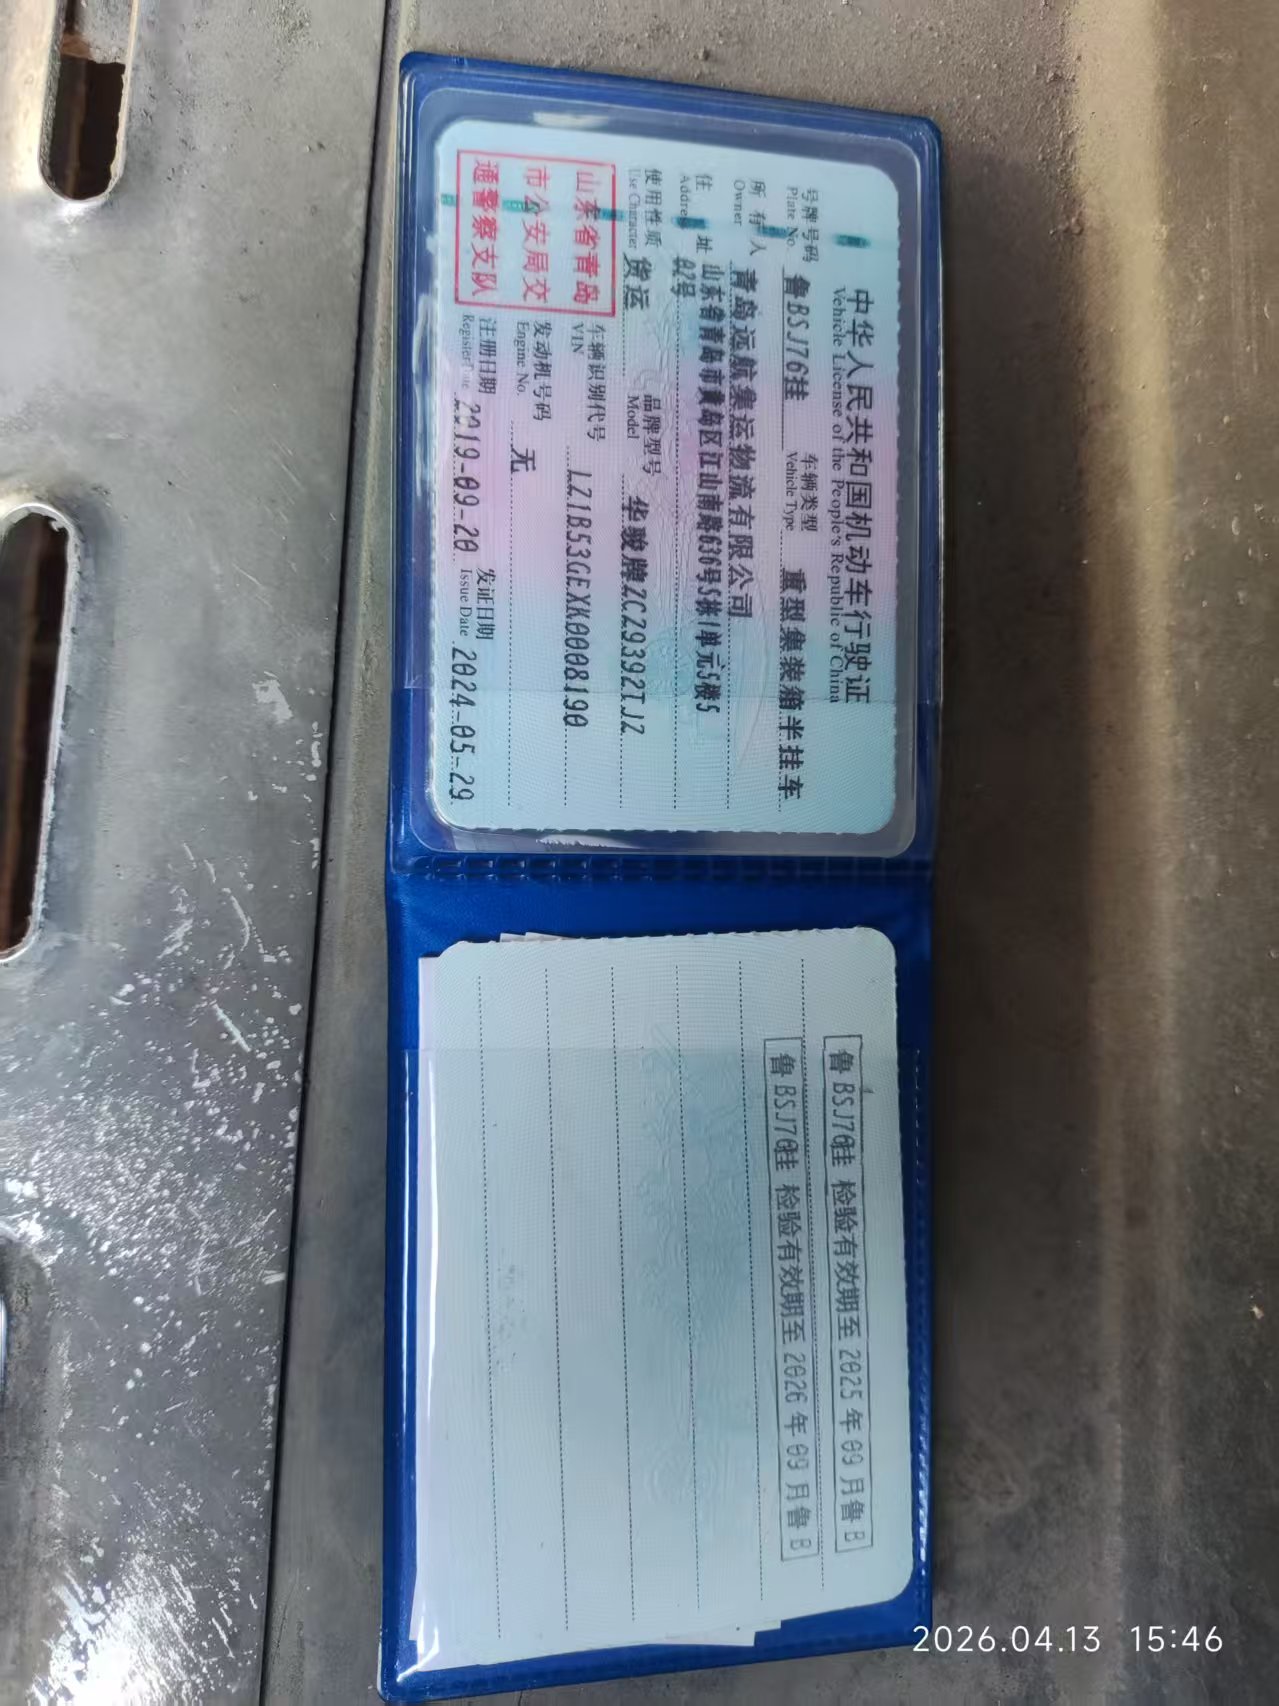 中华人民共和国机动车行驶证
Vehicle License of the People's Republic of China
号牌号码 鲁BSJ76挂 车辆类型 重型集装箱半挂车
Plate No. Vehicle Type
所有人 青岛远航集运物流有限公司
Owner
住址 山东省青岛市黄岛区江山南路636号5栋1单元5楼5
Address 02号
使用性质 货运 品牌型号 华骏牌ZCZ9392TJZ
Use Character Model
山东省青岛
市公安局交
通警察支队
车辆识别代号 LZ1B53GEXK0008190
VIN
发动机号码 无
Engine No.
注册日期 2019-09-20 发证日期 2024-05-29
Register Date Issue Date
鲁BSJ76挂 检验有效期至2025年09月鲁B
鲁BSJ76挂 检验有效期至2026年09月鲁B
2026.04.13 15:46